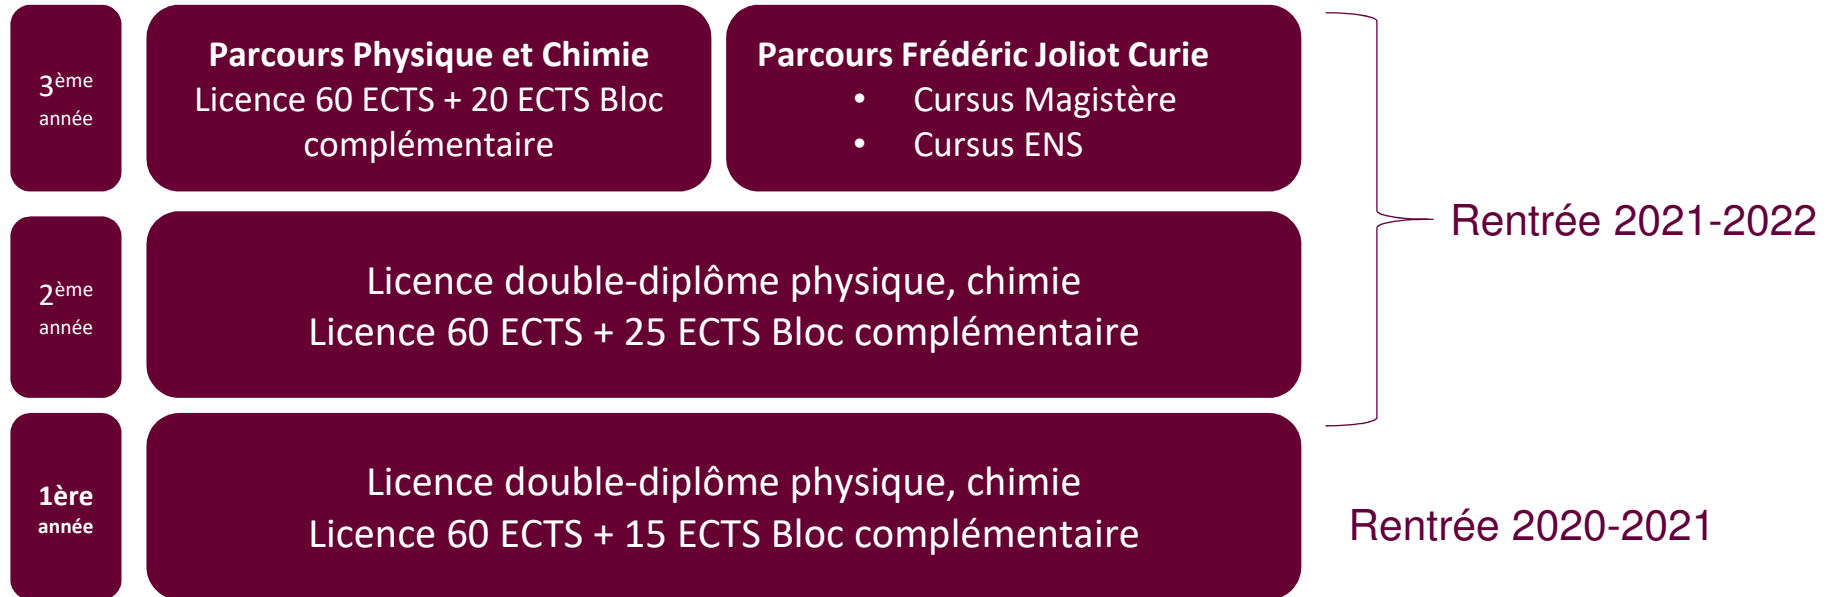 3ème
année
Parcours Physique et Chimie
Licence 60 ECTS + 20 ECTS Bloc
complémentaire
Parcours Frédéric Joliot Curie
• Cursus Magistère
• Cursus ENS
Rentrée 2021-2022
2ème
année
Licence double-diplôme physique, chimie
Licence 60 ECTS + 25 ECTS Bloc complémentaire
1ère
année
Licence double-diplôme physique, chimie
Licence 60 ECTS + 15 ECTS Bloc complémentaire
Rentrée 2020-2021